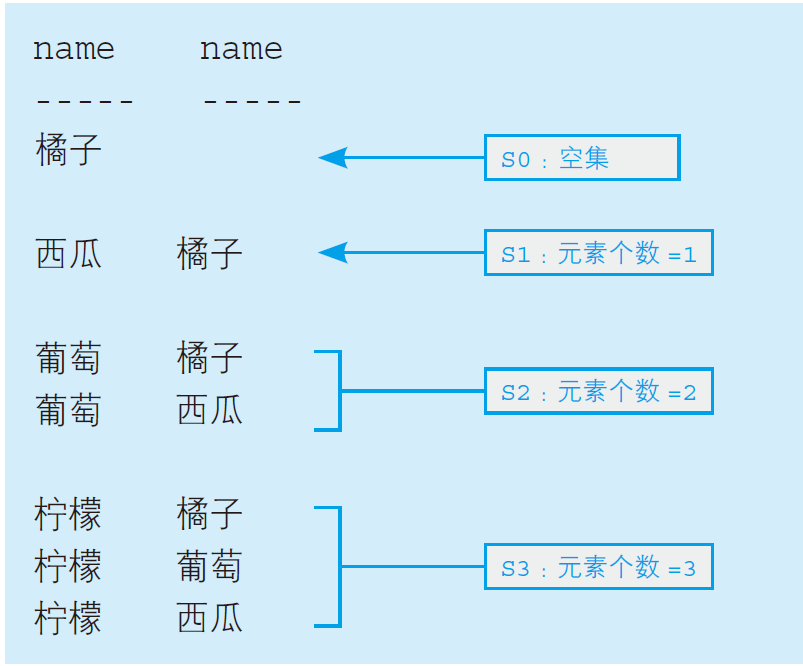 name name
----- -----
橘子 S0：空集
西瓜 橘子 S1：元素个数=1
葡萄 橘子
葡萄 西瓜
S2：元素个数=2
柠檬 橘子
柠檬 葡萄
柠檬 西瓜
S3：元素个数=3